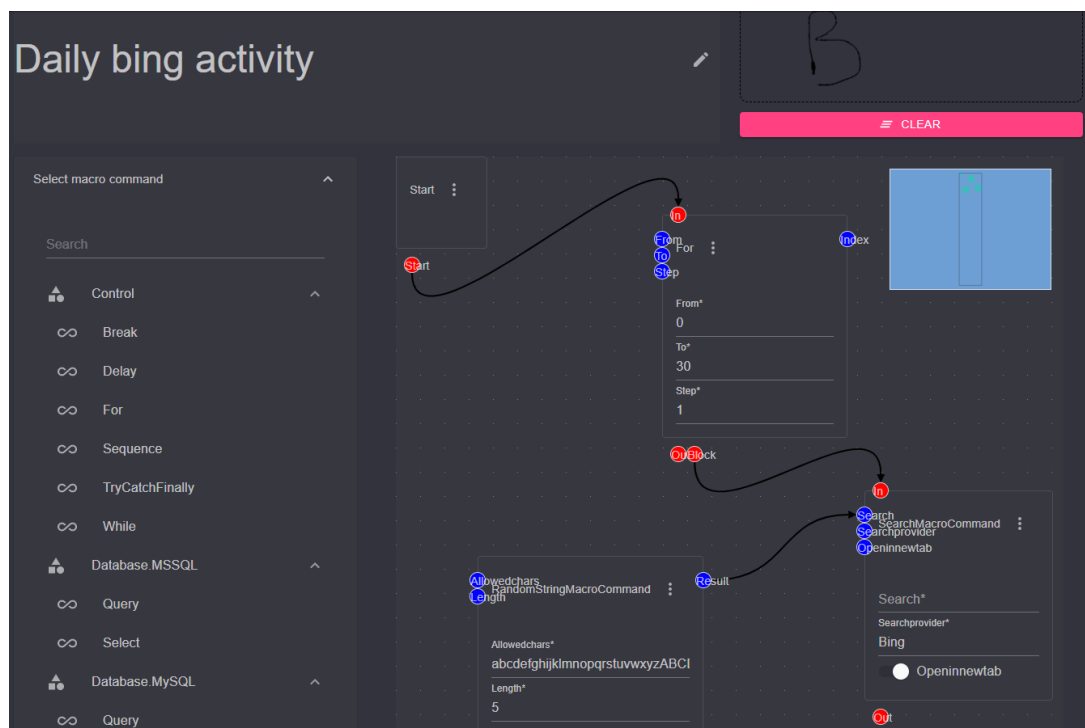 Daily bing activity
B
CLEAR
Select macro command
Search
Control
Break
Delay
For
Sequence
TryCatchFinally
While
Database.MSSQL
Query
Select
Database.MySQL
Query
Start
Start
In
From
To
Step
For
Index
From*
0
To*
30
Step*
1
Out
Block
In
Search
Searchprovider
Openinnewtab
SearchMacroCommand
Search*
Searchprovider*
Bing
Openinnewtab
Out
Allowedchars
Length
RandomStringMacroCommand
Result
Allowedchars*
abcdefghijklmnopqrstuvwxyzABCI
Length*
5